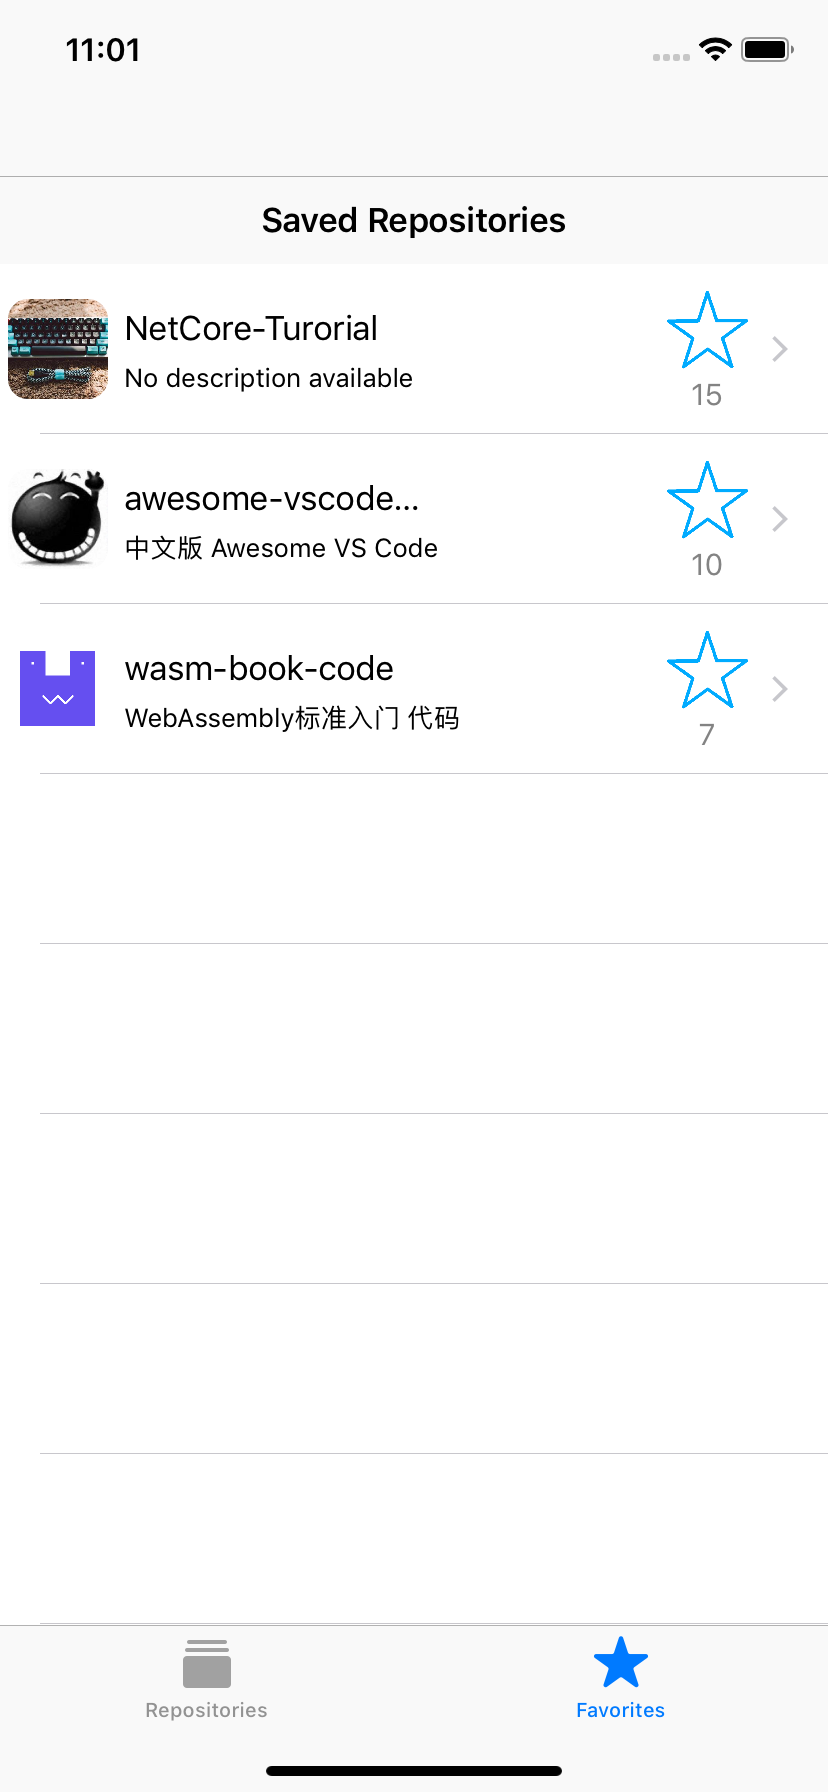 11:01
Saved Repositories
NetCore-Turorial
No description available
15
awesome-vscode...
中文版 Awesome VS Code
10
wasm-book-code
WebAssembly标准入门 代码
7
Repositories
Favorites